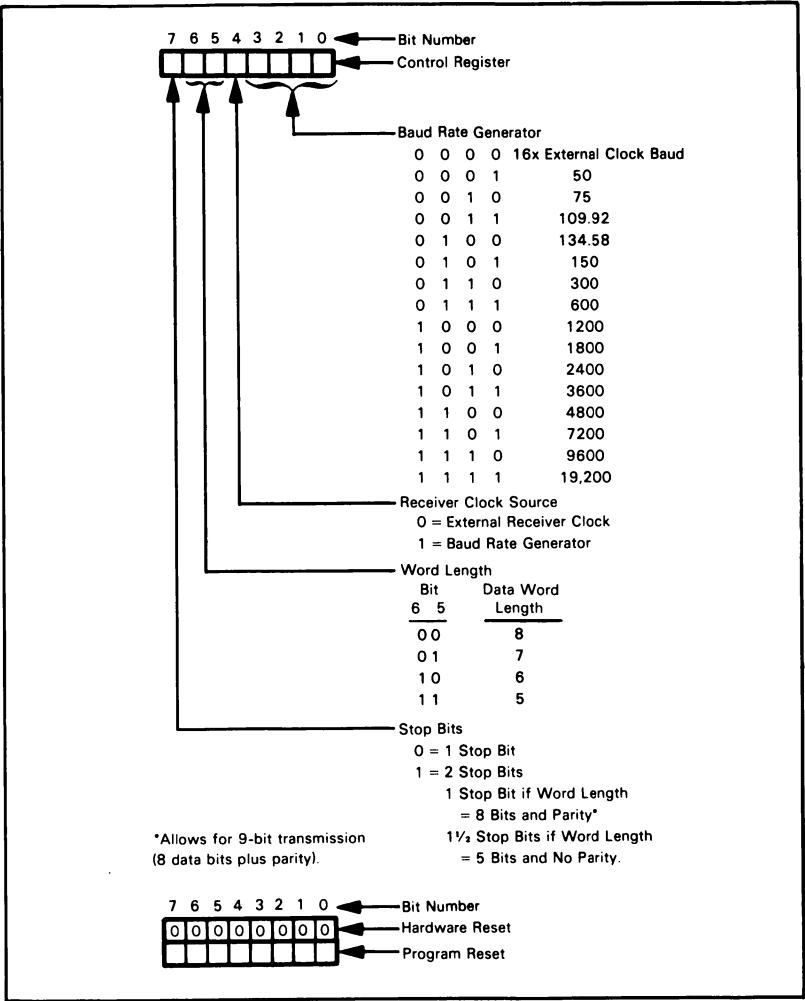 7 6 5 4 3 2 1 0 Bit Number
Control Register
Baud Rate Generator
0 0 0 0 16x External Clock Baud
0 0 0 1 50
0 0 1 0 75
0 0 1 1 109.92
0 1 0 0 134.58
0 1 0 1 150
0 1 1 0 300
0 1 1 1 600
1 0 0 0 1200
1 0 0 1 1800
1 0 1 0 2400
1 0 1 1 3600
1 1 0 0 4800
1 1 0 1 7200
1 1 1 0 9600
1 1 1 1 19,200
Receiver Clock Source
0 = External Receiver Clock
1 = Baud Rate Generator
Word Length
Bit Data Word
6 5 Length
0 0 8
0 1 7
1 0 6
1 1 5
Stop Bits
0 = 1 Stop Bit
1 = 2 Stop Bits
1 Stop Bit if Word Length
= 8 Bits and Parity*
1½ Stop Bits if Word Length
= 5 Bits and No Parity.
*Allows for 9-bit transmission
(8 data bits plus parity).
7 6 5 4 3 2 1 0 Bit Number
0 0 0 0 0 0 0 0 Hardware Reset
Program Reset